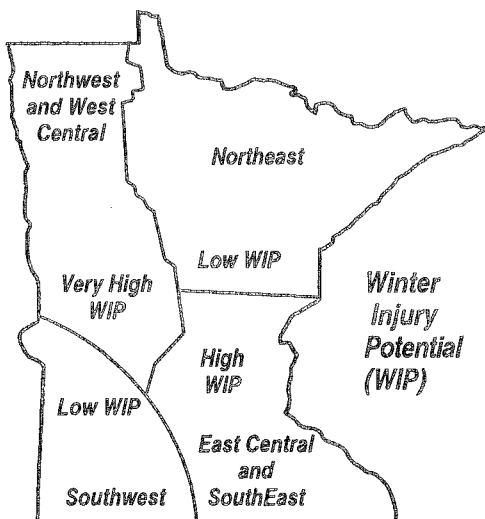 Northwest
and West
Central
Northeast
Low WIP
Very High
WIP
Winter
Injury
Potential
(WIP)
High
WIP
Low WIP
East Central
and
SouthEast
Southwest